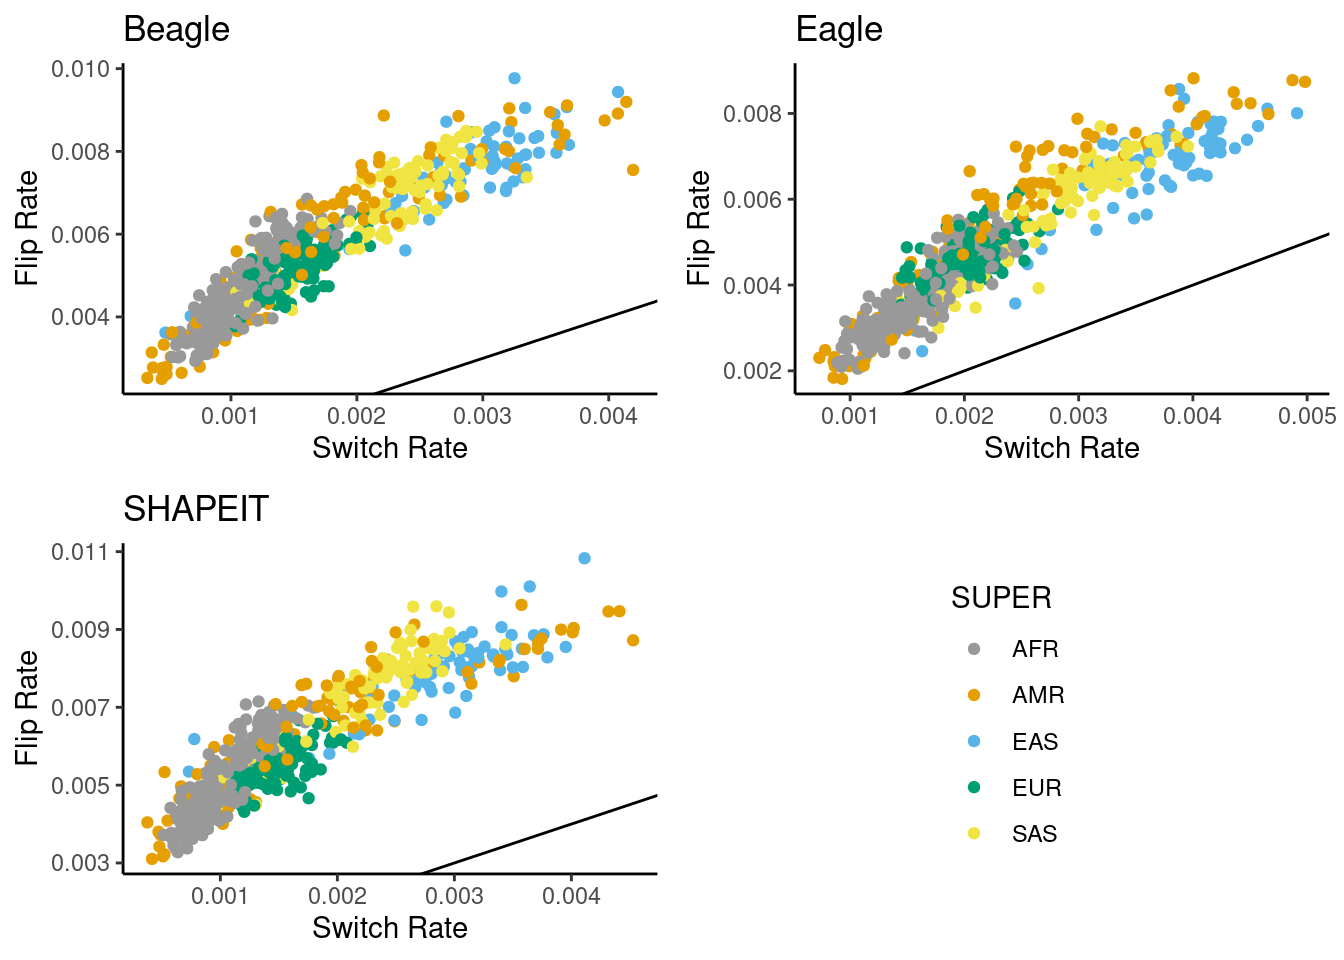 Beagle
0.010
0.008
0.006
0.004
Flip Rate
0.001 0.002 0.003 0.004
Switch Rate
Eagle
0.008
0.006
0.004
0.002
Flip Rate
0.001 0.002 0.003 0.004 0.005
Switch Rate
SHAPEIT
0.011
0.009
0.007
0.005
0.003
Flip Rate
0.001 0.002 0.003 0.004
Switch Rate
SUPER
AFR
AMR
EAS
EUR
SAS